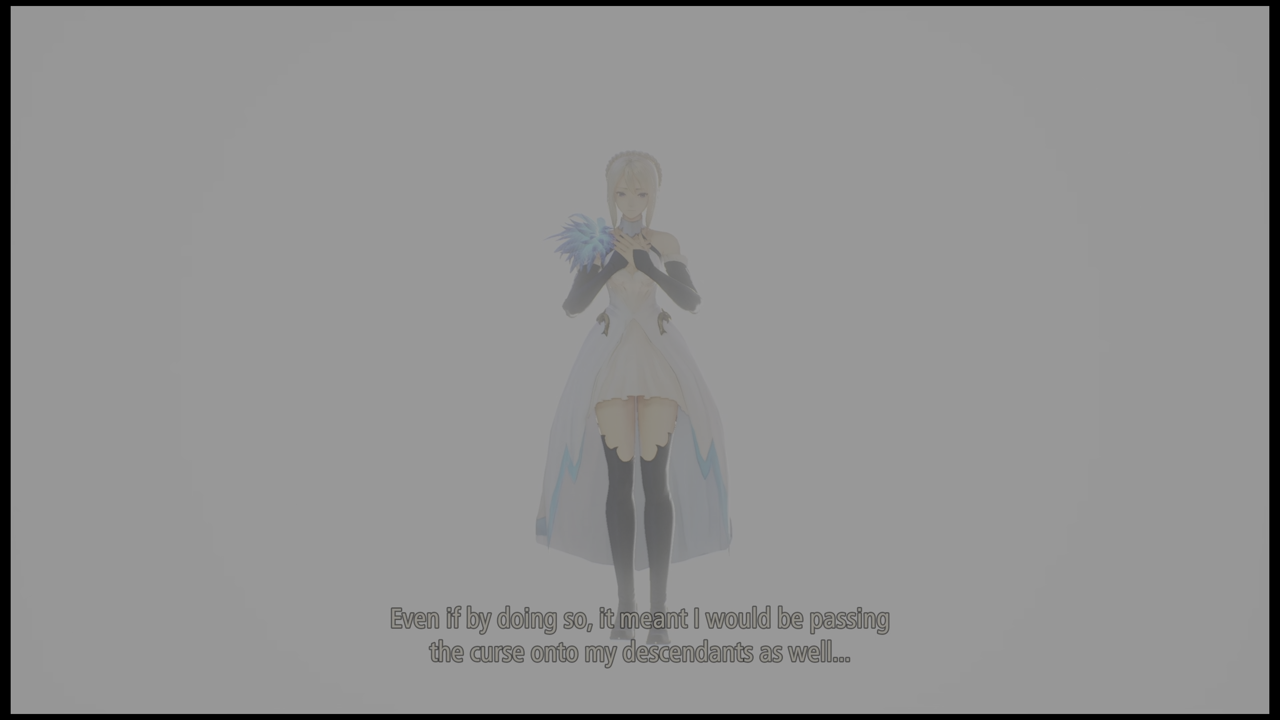 Even if by doing so, it meant I would be passing
the curse onto my descendants as well...